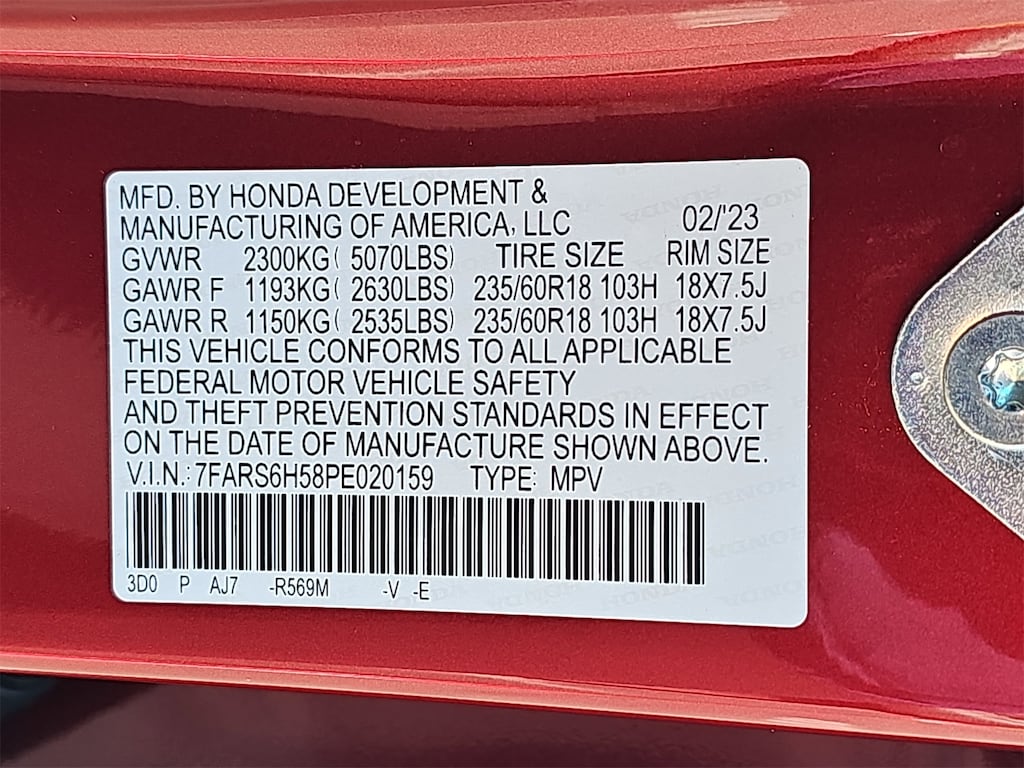 MFD. BY HONDA DEVELOPMENT &
MANUFACTURING OF AMERICA, LLC 02/'23
GVWR 2300KG( 5070LBS) TIRE SIZE RIM SIZE
GAWR F 1193KG( 2630LBS) 235/60R18 103H 18X7.5J
GAWR R 1150KG( 2535LBS) 235/60R18 103H 18X7.5J
THIS VEHICLE CONFORMS TO ALL APPLICABLE
FEDERAL MOTOR VEHICLE SAFETY
AND THEFT PREVENTION STANDARDS IN EFFECT
ON THE DATE OF MANUFACTURE SHOWN ABOVE.
V.I.N.: 7FARS6H58PE020159 TYPE: MPV
3D0 P AJ7 -R569M -V -E